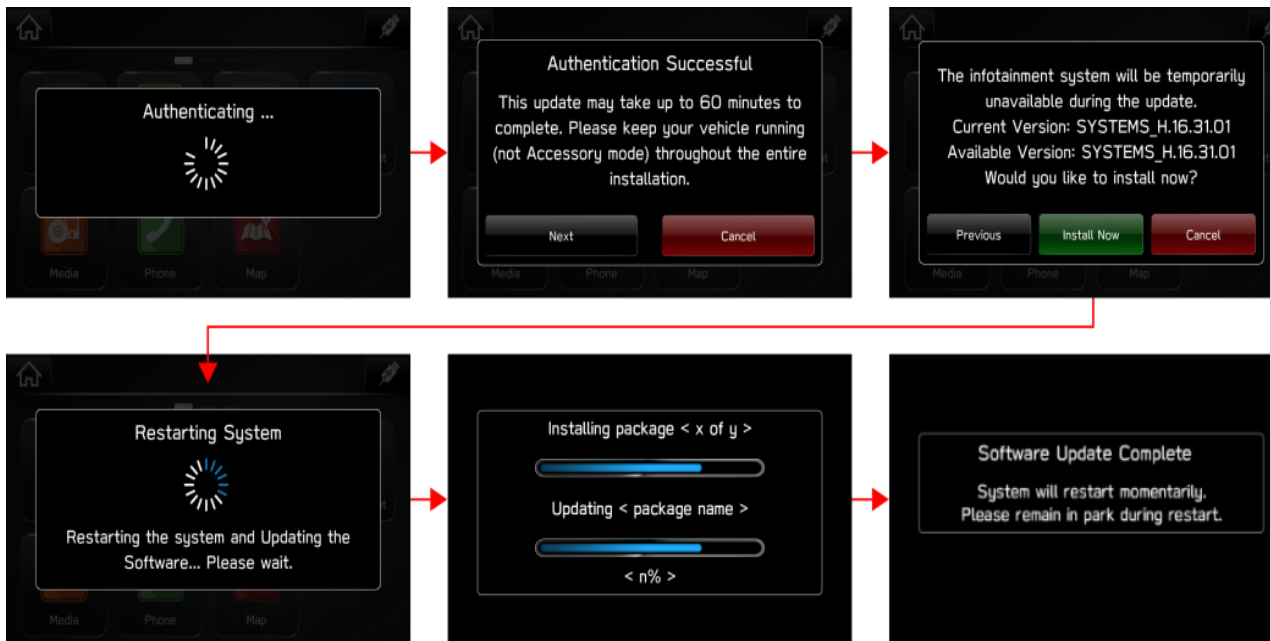 Authenticating ...
Media
Phone
Map
Authentication Successful
This update may take up to 60 minutes to
complete. Please keep your vehicle running
(not Accessory mode) throughout the entire
installation.
Next
Cancel
Media
Phone
Map
The infotainment system will be temporarily
unavailable during the update.
Current Version: SYSTEMS_H.16.31.01
Available Version: SYSTEMS_H.16.31.01
Would you like to install now?
Previous
Install Now
Cancel
Media
Phone
Map
Restarting System
Restarting the system and Updating the
Software... Please wait.
Media
Phone
Map
Installing package < x of y >
Updating < package name >
< n% >
Software Update Complete
System will restart momentarily.
Please remain in park during restart.